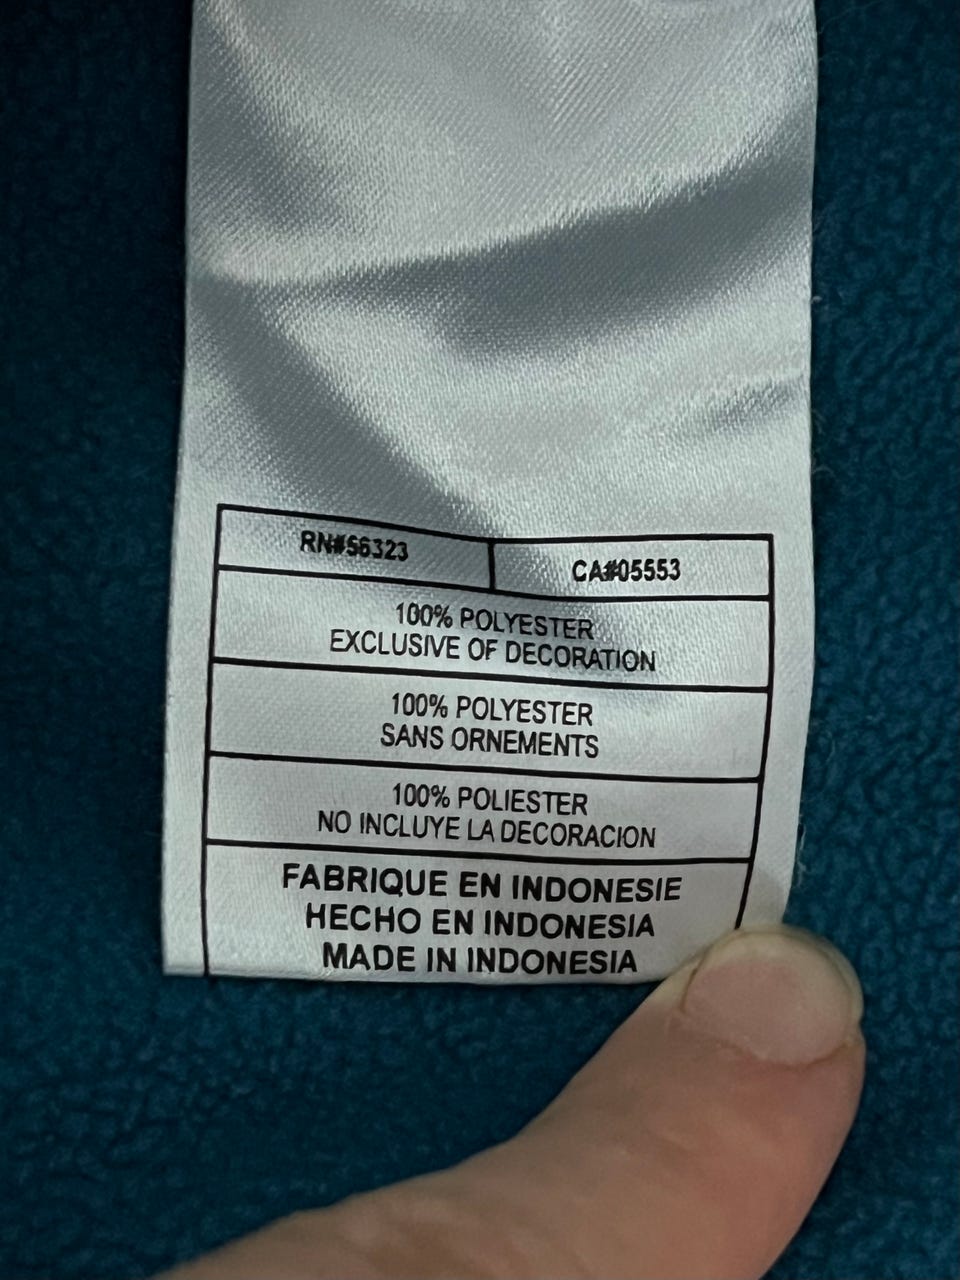 RN#56323
CA#05553
100% POLYESTER
EXCLUSIVE OF DECORATION
100% POLYESTER
SANS ORNEMENTS
100% POLIESTER
NO INCLUYE LA DECORACION
FABRIQUE EN INDONESIE
HECHO EN INDONESIA
MADE IN INDONESIA